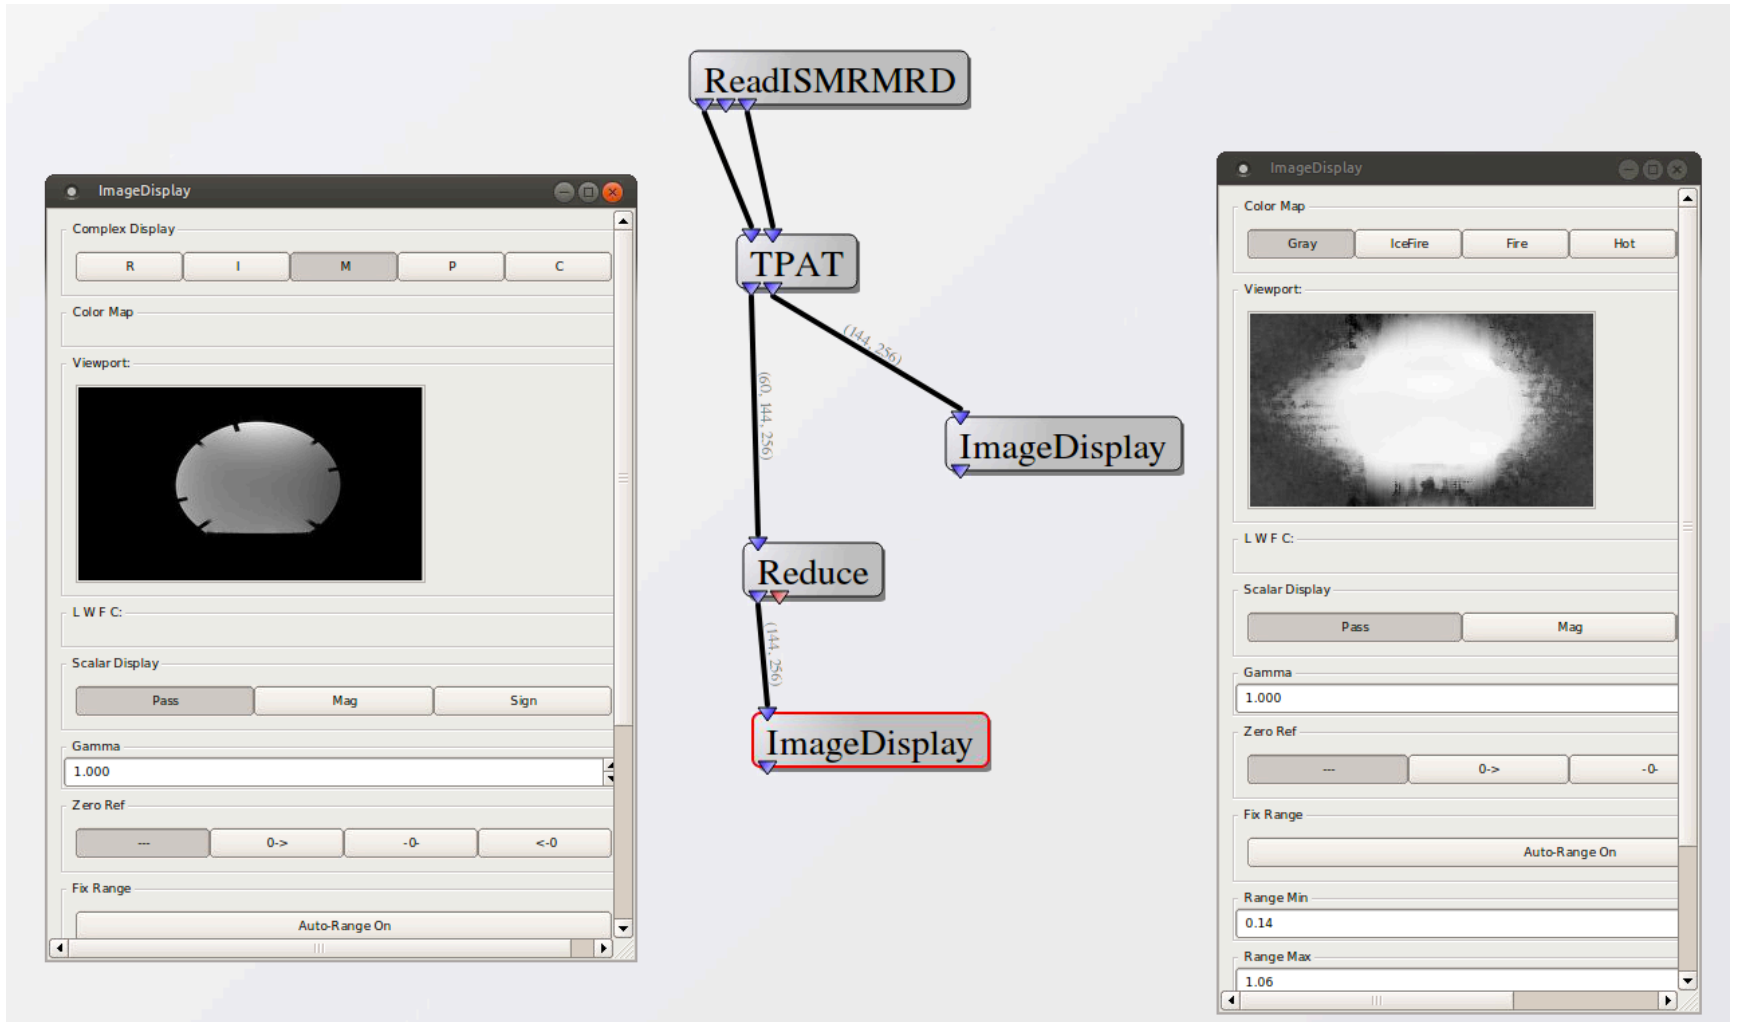 ReadISMRMRD
TPAT
(144, 256)
(60, 144, 256)
ImageDisplay
Reduce
(144, 256)
ImageDisplay
ImageDisplay
Complex Display
R I M P C
Color Map
Viewport:
L W F C:
Scalar Display
Pass Mag Sign
Gamma
1.000
Zero Ref
--- 0-> -0- <-0
Fix Range
Auto-Range On
ImageDisplay
Color Map
Gray IceFire Fire Hot
Viewport:
L W F C:
Scalar Display
Pass Mag
Gamma
1.000
Zero Ref
--- 0-> -0-
Fix Range
Auto-Range On
Range Min
0.14
Range Max
1.06